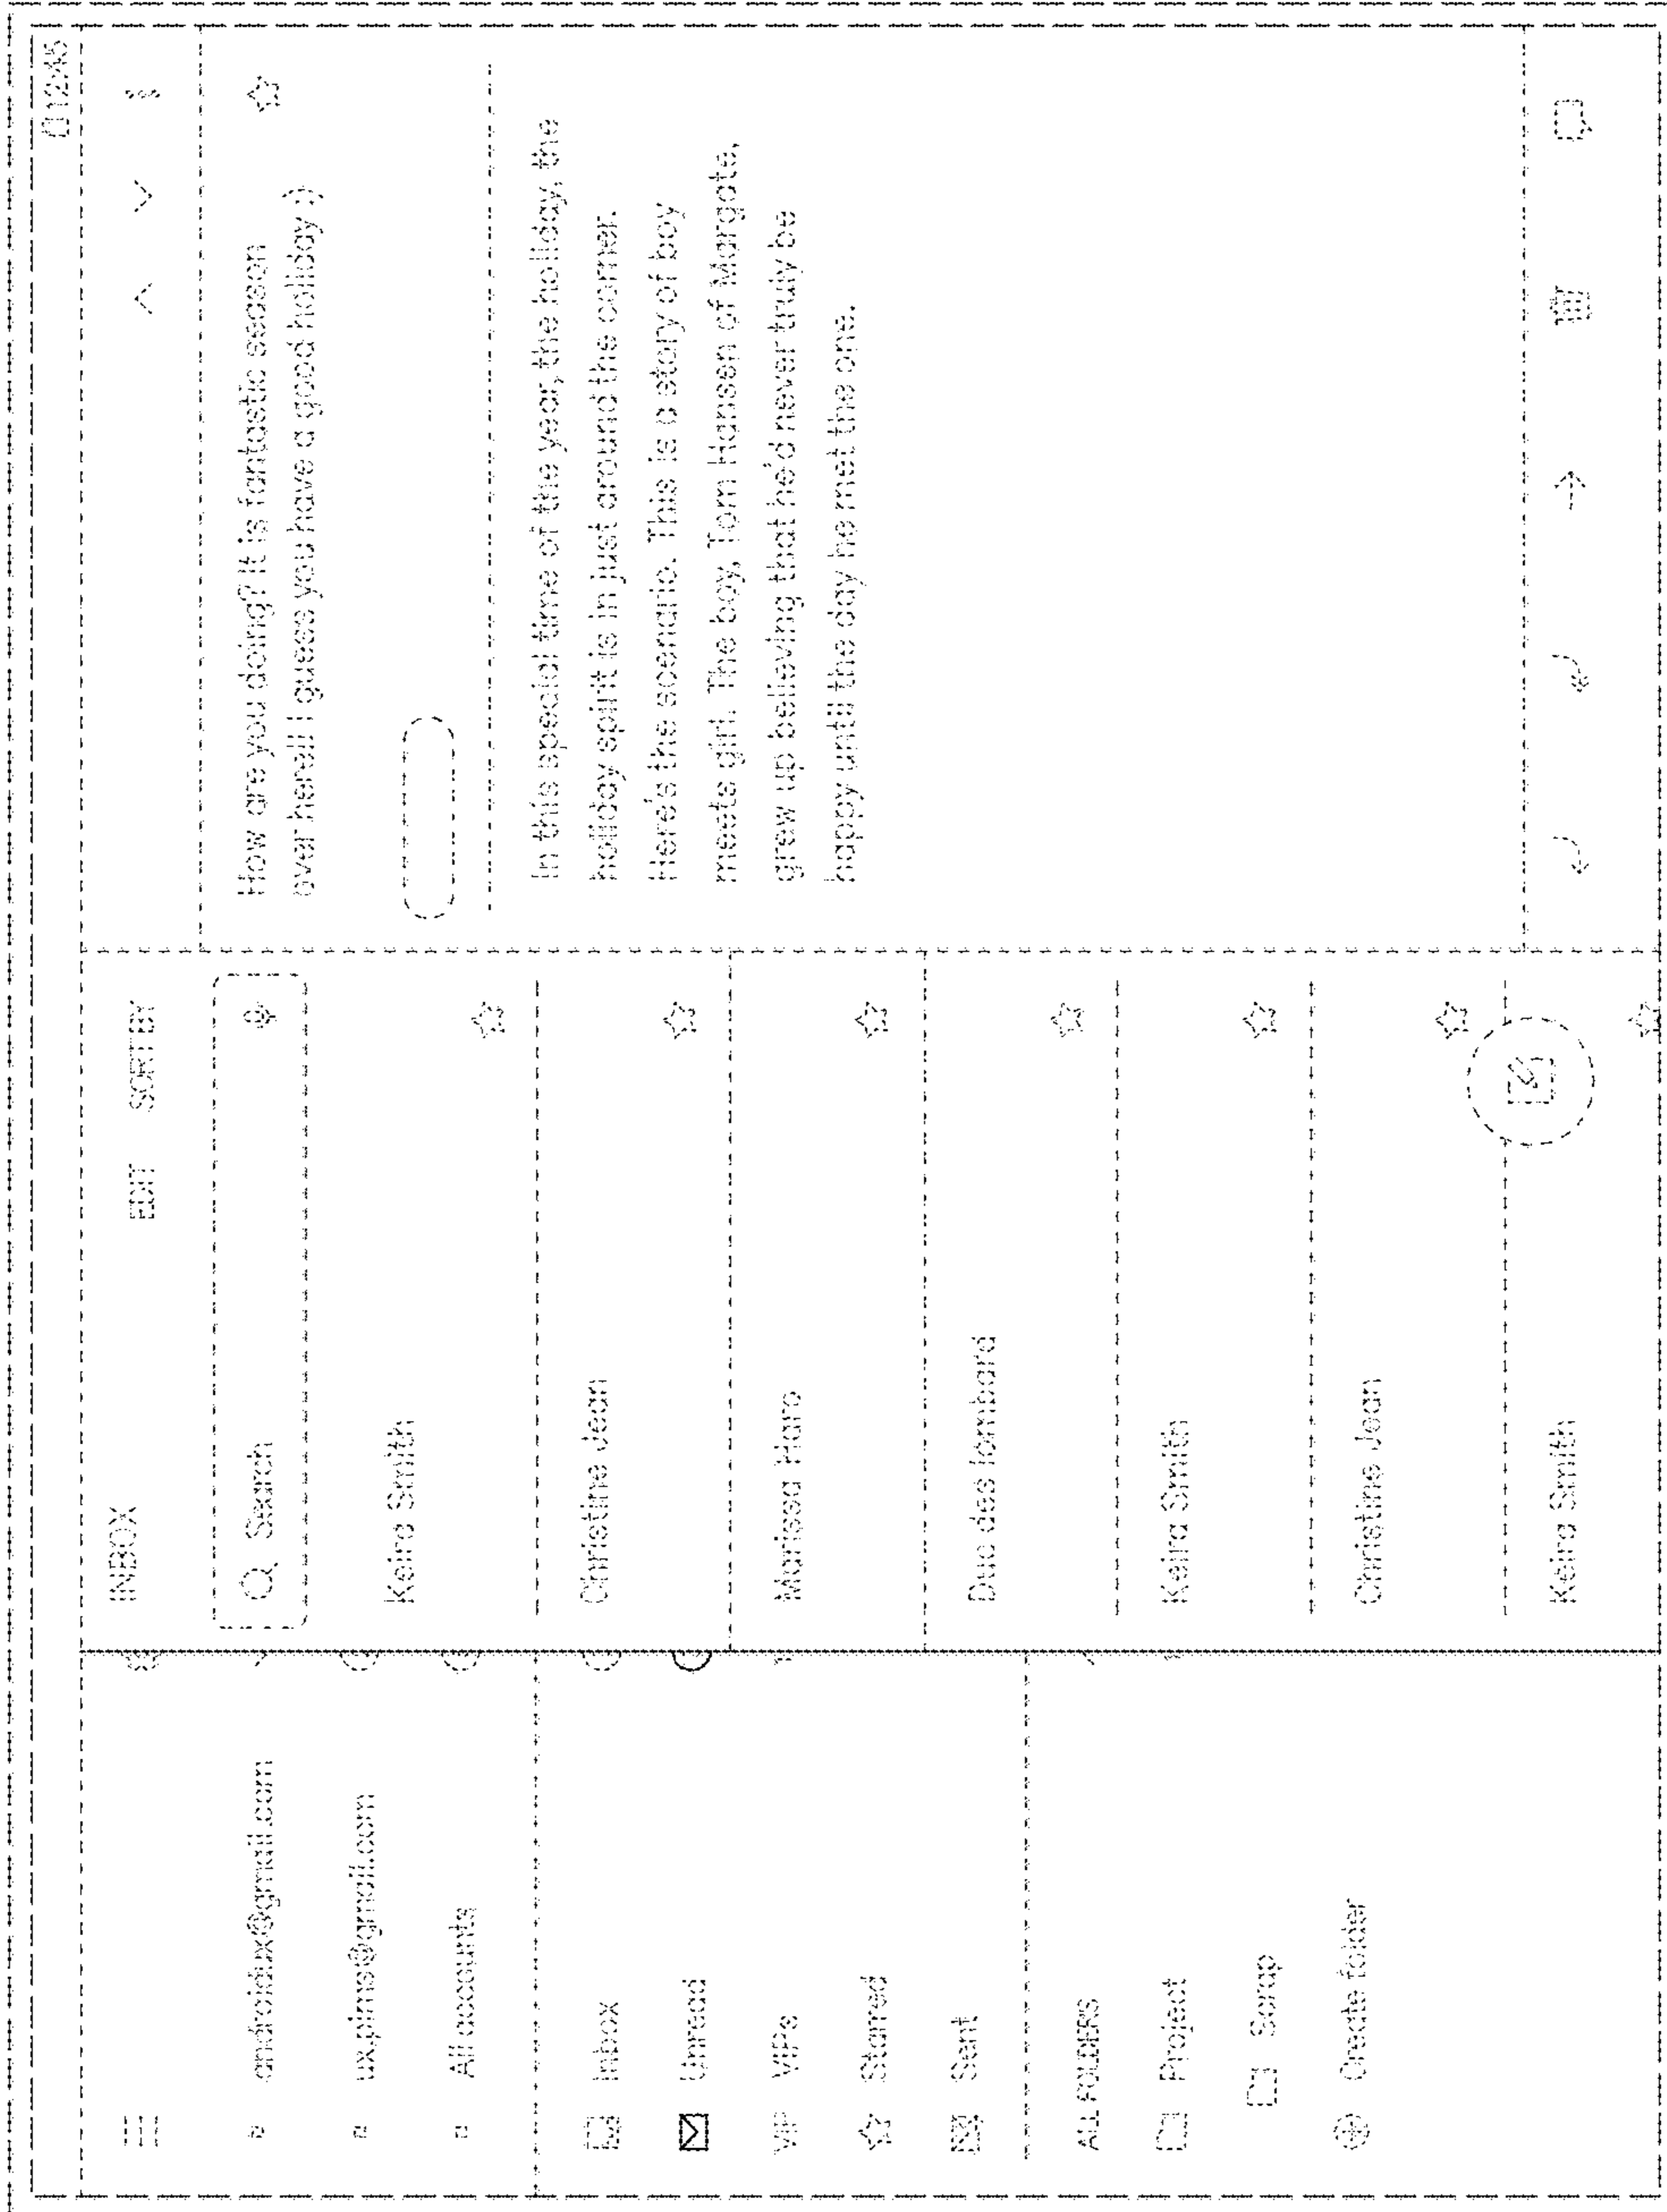 12:45
androidux@gmail.com
ux.plms@gmail.com
All accounts
Inbox
Unread
VIP VIPs
Starred
Sent
ALL FOLDERS
Project
Scrap
Create folder
INBOX EDIT SORT BY
Search
Keira Smith
Christine Jean
Marissa Haro
Duc des lombard
Keira Smith
Christine Jean
Keira Smith
How are you doing? It is fantastic season
over here!! I guess you have a good holiday :)
In this special time of the year, the holiday, the
holiday spirit is in just around the corner.
Here's the scenario. This is a story of boy
meets girl. The boy, Tom Hansen of Margate,
grew up believing that he'd never truly be
happy until the day he met the one.